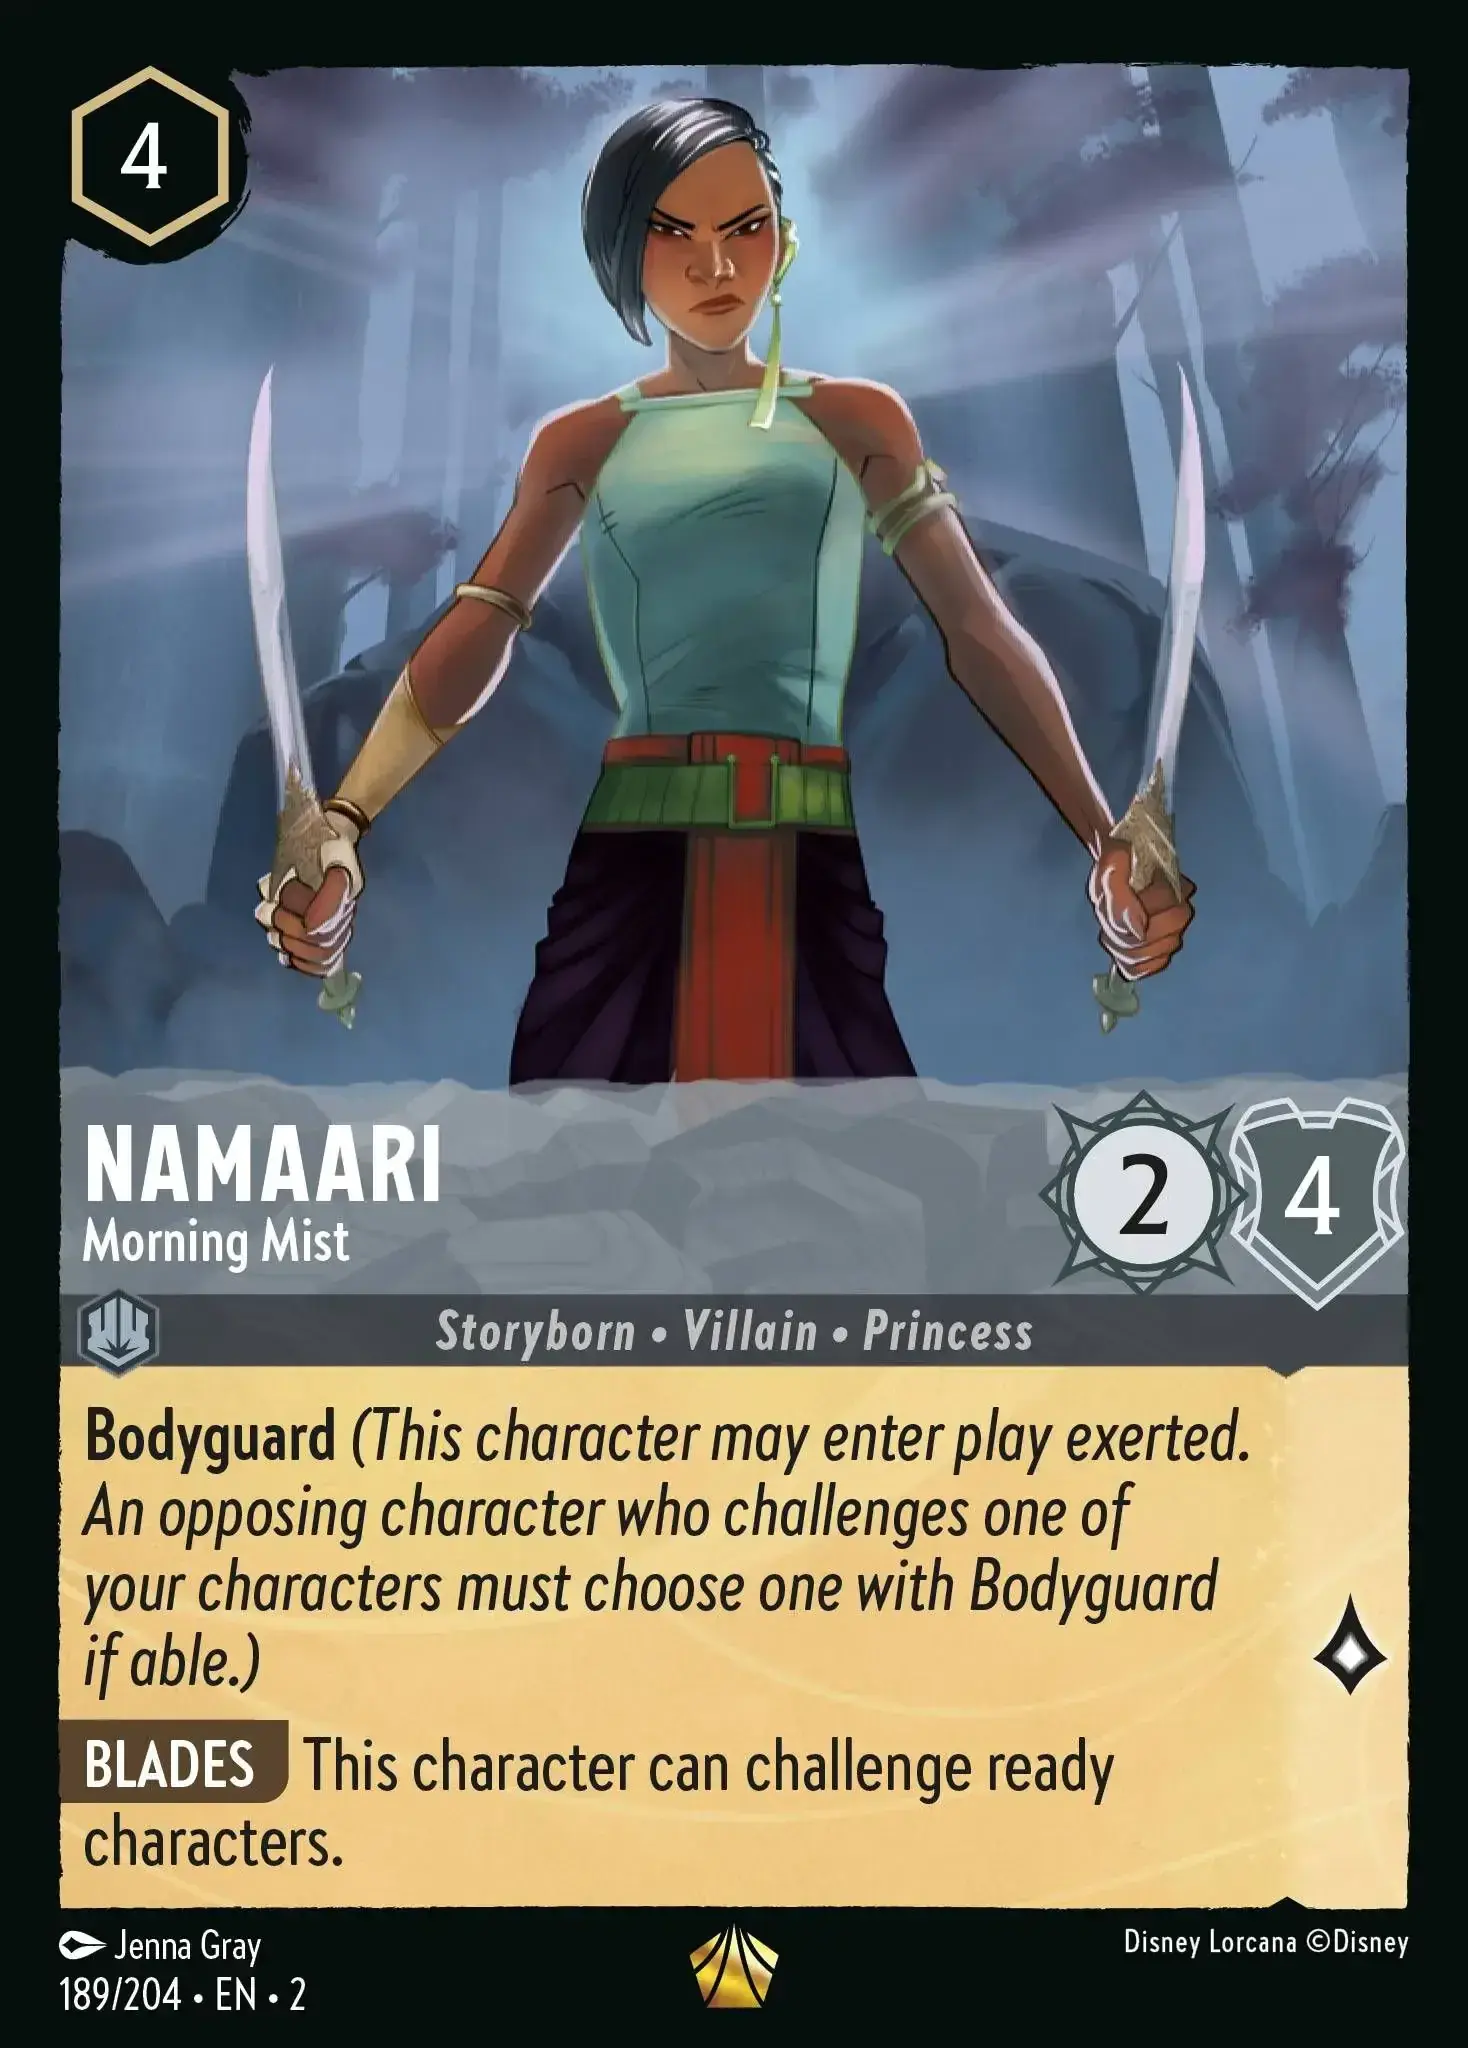 4
NAMAARI
Morning Mist
2
4
Storyborn • Villain • Princess
Bodyguard (This character may enter play exerted.
An opposing character who challenges one of
your characters must choose one with Bodyguard
if able.)
BLADES This character can challenge ready
characters.
Jenna Gray
Disney Lorcana ©Disney
189/204 • EN • 2